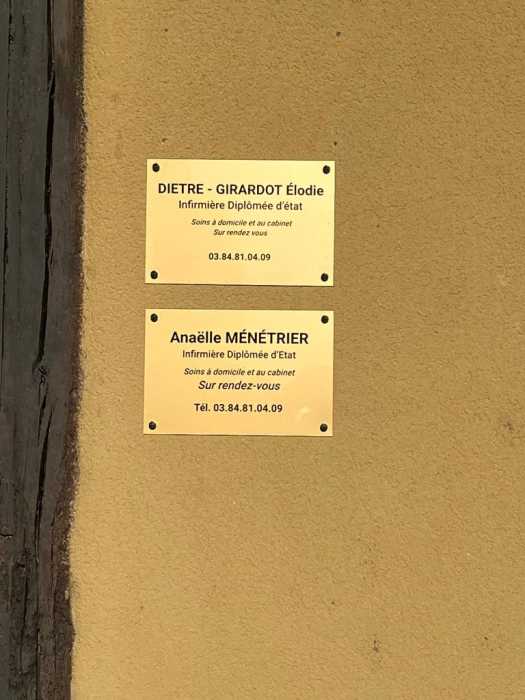 DIETRE - GIRARDOT Élodie
Infirmière Diplômée d'état
Soins à domicile et au cabinet
Sur rendez vous
03.84.81.04.09
Anaëlle MÉNÉTRIER
Infirmière Diplômée d'Etat
Soins à domicile et au cabinet
Sur rendez-vous
Tél. 03.84.81.04.09